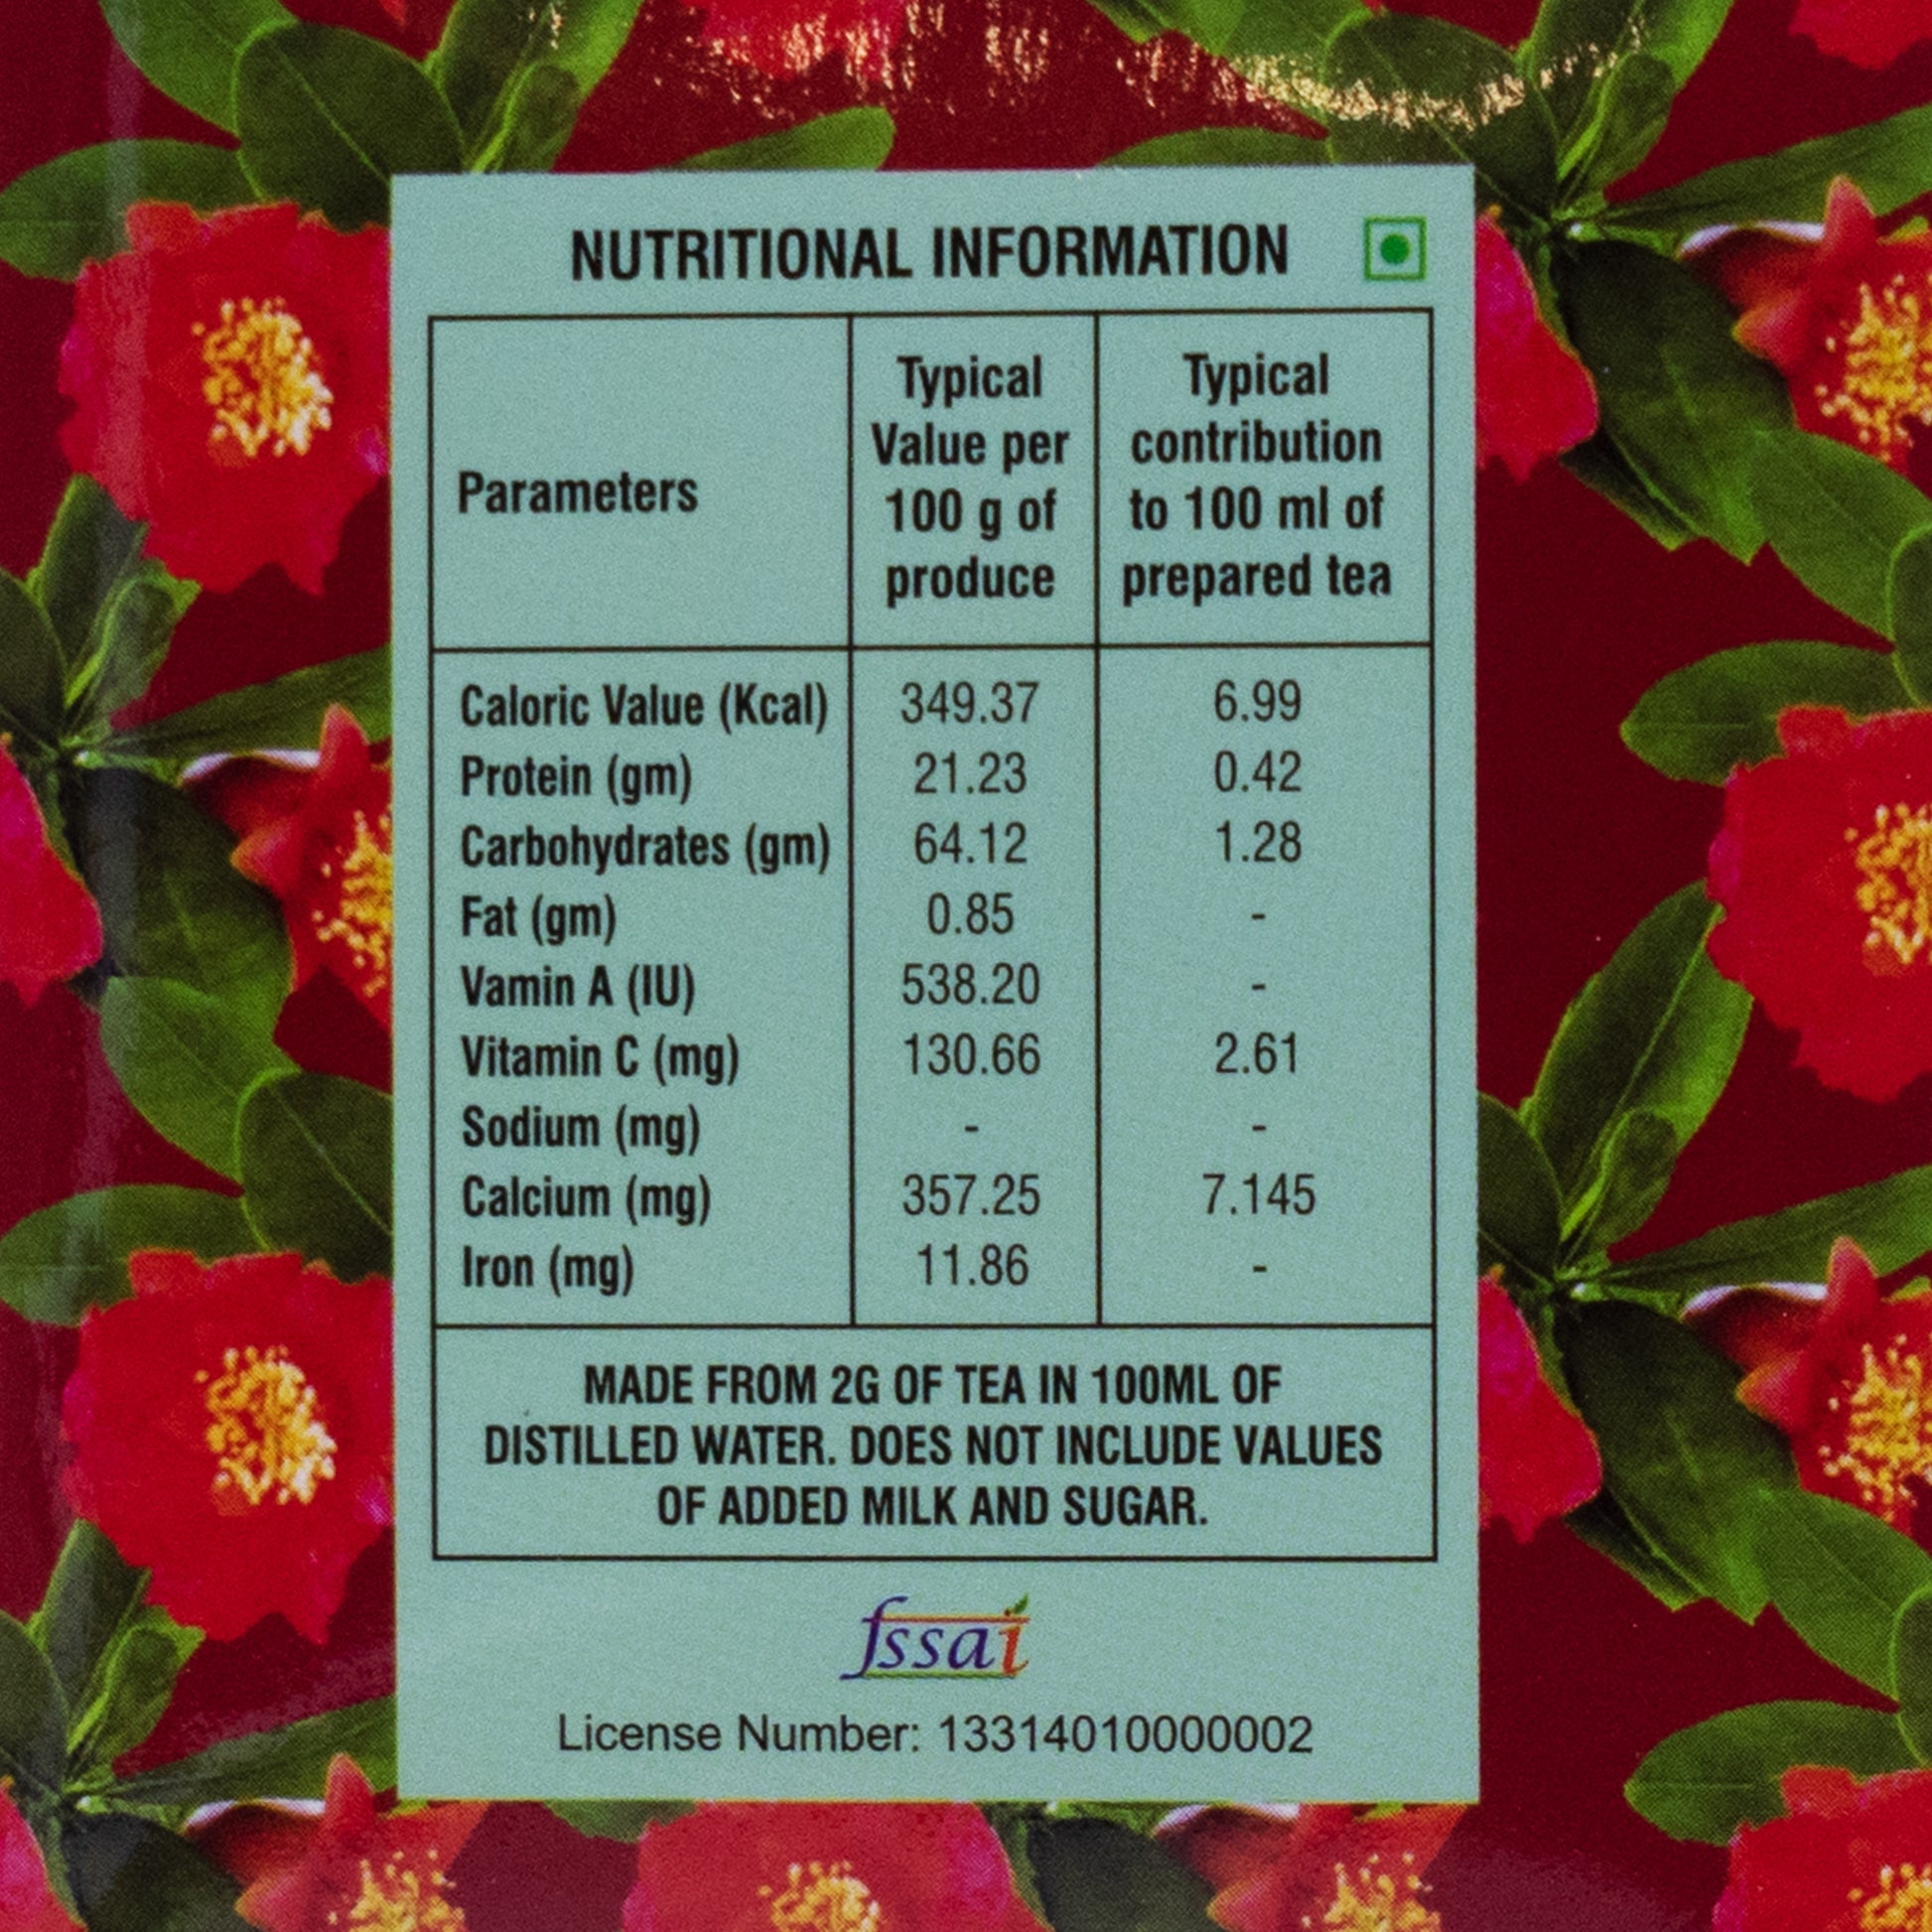 NUTRITIONAL INFORMATION
Parameters
Typical
Value per
100 g of
produce
Typical
contribution
to 100 ml of
prepared tea
Caloric Value (Kcal) 349.37 6.99
Protein (gm) 21.23 0.42
Carbohydrates (gm) 64.12 1.28
Fat (gm) 0.85 -
Vamin A (IU) 538.20 -
Vitamin C (mg) 130.66 2.61
Sodium (mg) - -
Calcium (mg) 357.25 7.145
Iron (mg) 11.86 -
MADE FROM 2G OF TEA IN 100ML OF
DISTILLED WATER. DOES NOT INCLUDE VALUES
OF ADDED MILK AND SUGAR.
fssai
License Number: 13314010000002